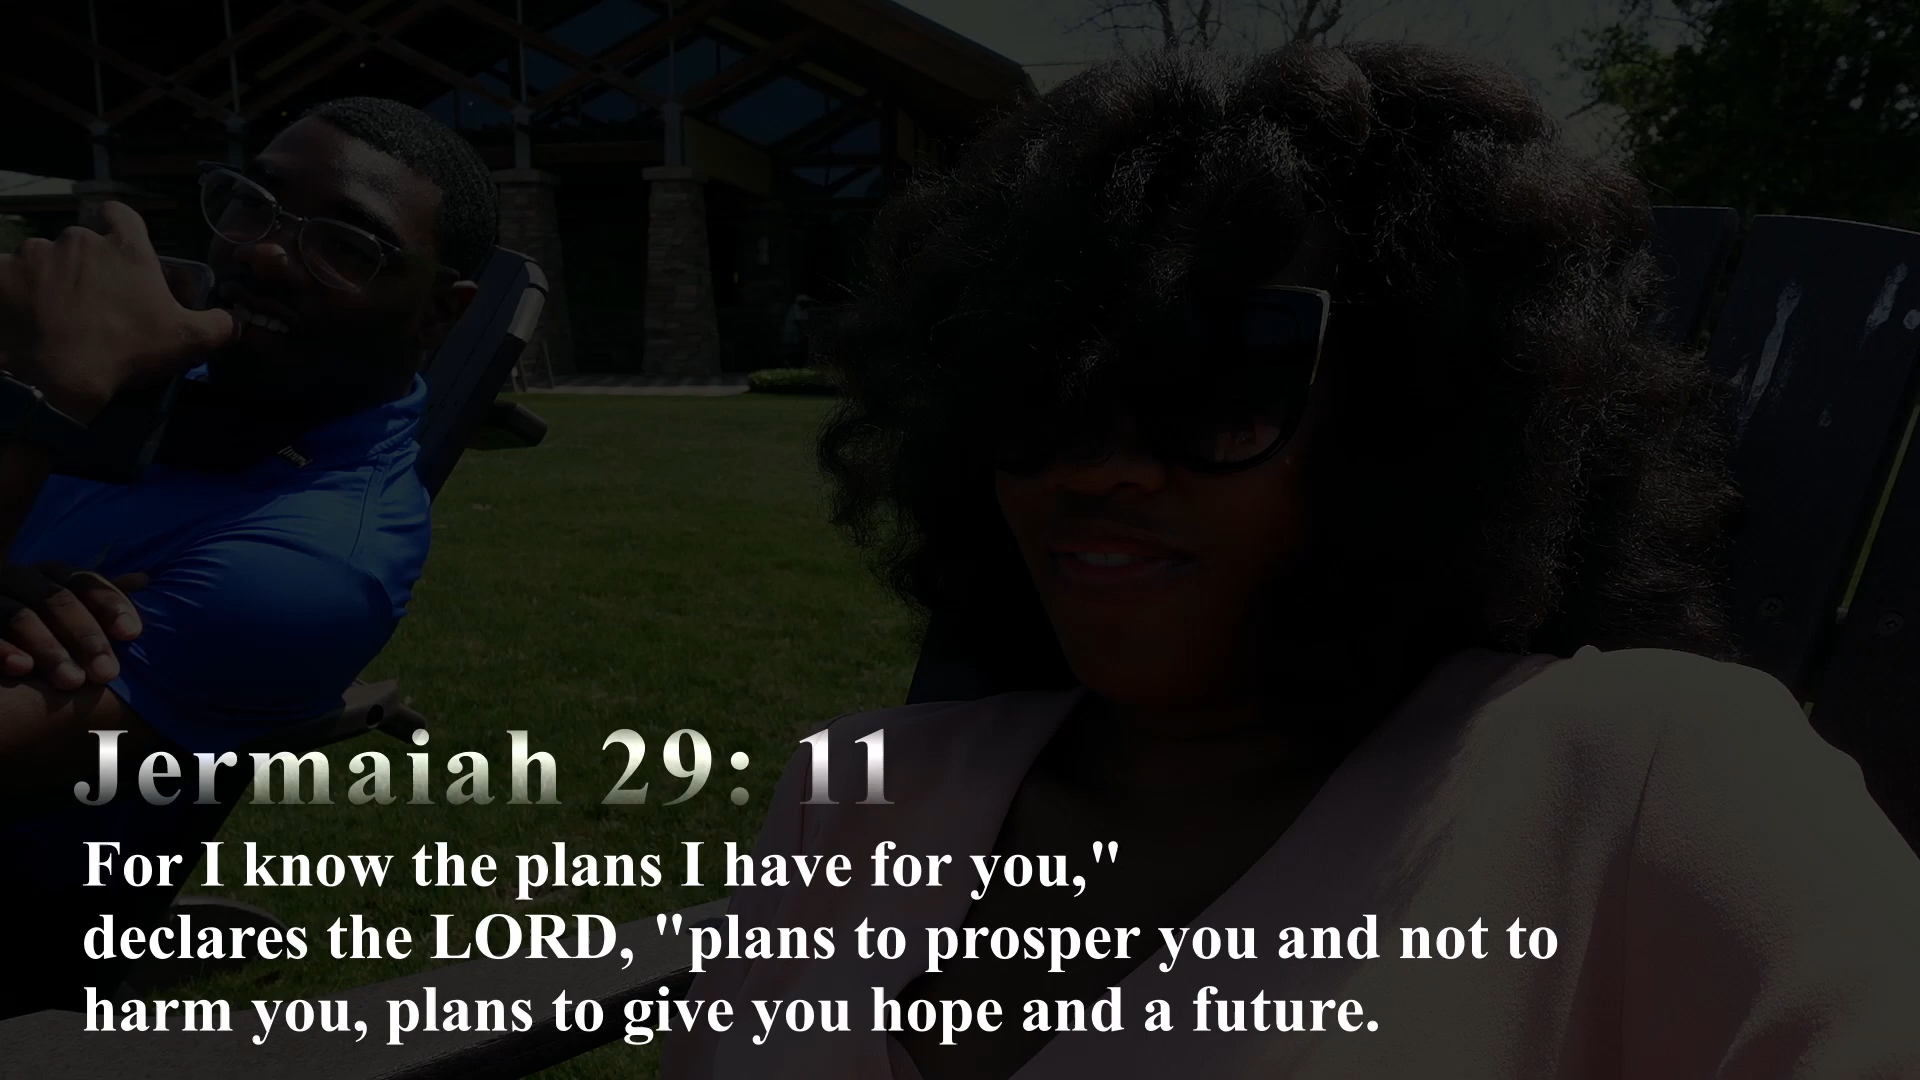 Jermaiah 29: 11
For I know the plans I have for you,"
declares the LORD, "plans to prosper you and not to
harm you, plans to give you hope and a future.